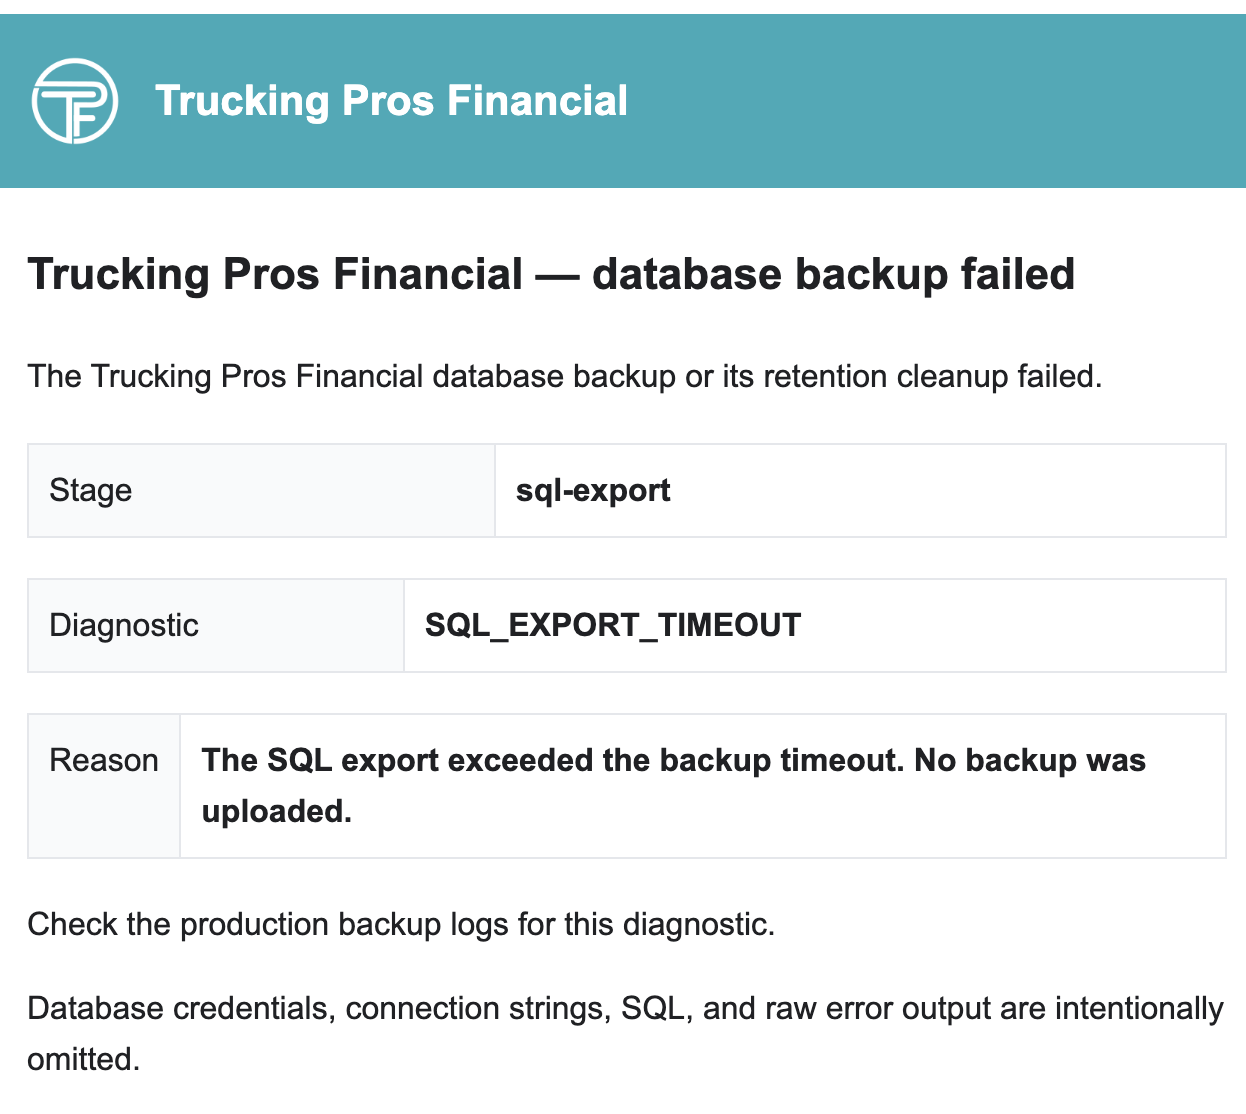 TPF
Trucking Pros Financial
Trucking Pros Financial — database backup failed
The Trucking Pros Financial database backup or its retention cleanup failed.
Stage sql-export
Diagnostic SQL_EXPORT_TIMEOUT
Reason The SQL export exceeded the backup timeout. No backup was
uploaded.
Check the production backup logs for this diagnostic.
Database credentials, connection strings, SQL, and raw error output are intentionally
omitted.